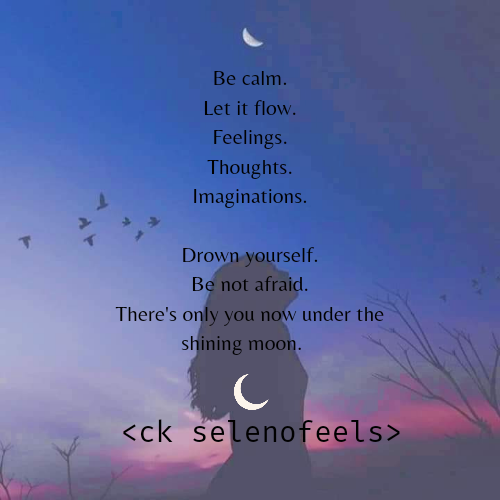 Be calm.
Let it flow.
Feelings.
Thoughts.
Imaginations.
Drown yourself.
Be not afraid.
There's only you now under the
shining moon.
<ck selenofeels>